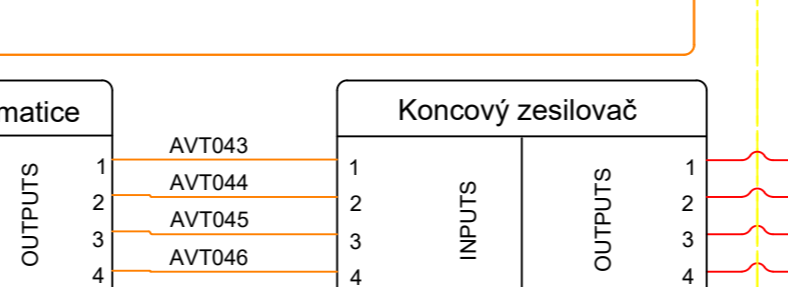 matice
OUTPUTS
1
2
3
4
AVT043
AVT044
AVT045
AVT046
Koncový zesilovač
1
2
3
4
INPUTS
OUTPUTS
1
2
3
4